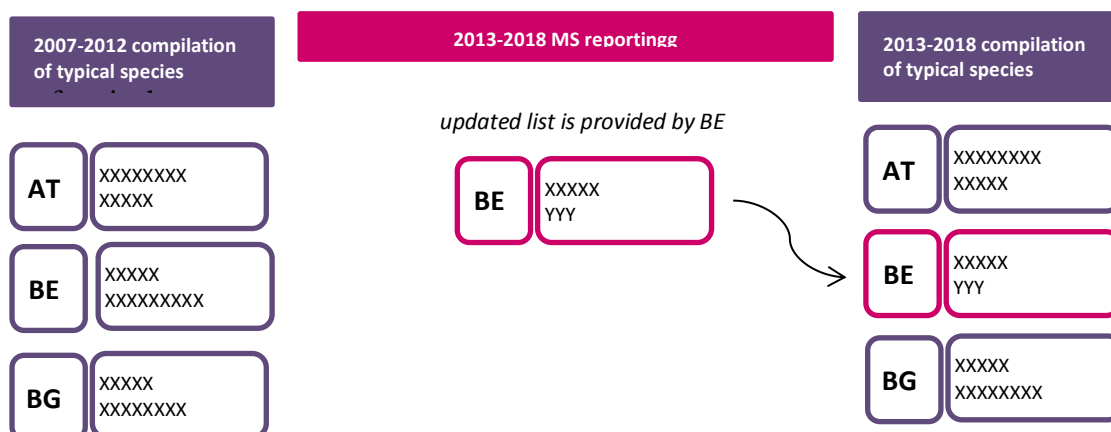 2007-2012 compilation
of typical species
2013-2018 MS reportingg
2013-2018 compilation
of typical species
updated list is provided by BE
AT
XXXXXXXX
XXXXX
BE
XXXXX
XXXXXXXXX
BG
XXXXX
XXXXXXXX
BE
XXXXX
YYY
AT
XXXXXXXX
XXXXX
BE
XXXXX
YYY
BG
XXXXX
XXXXXXXX